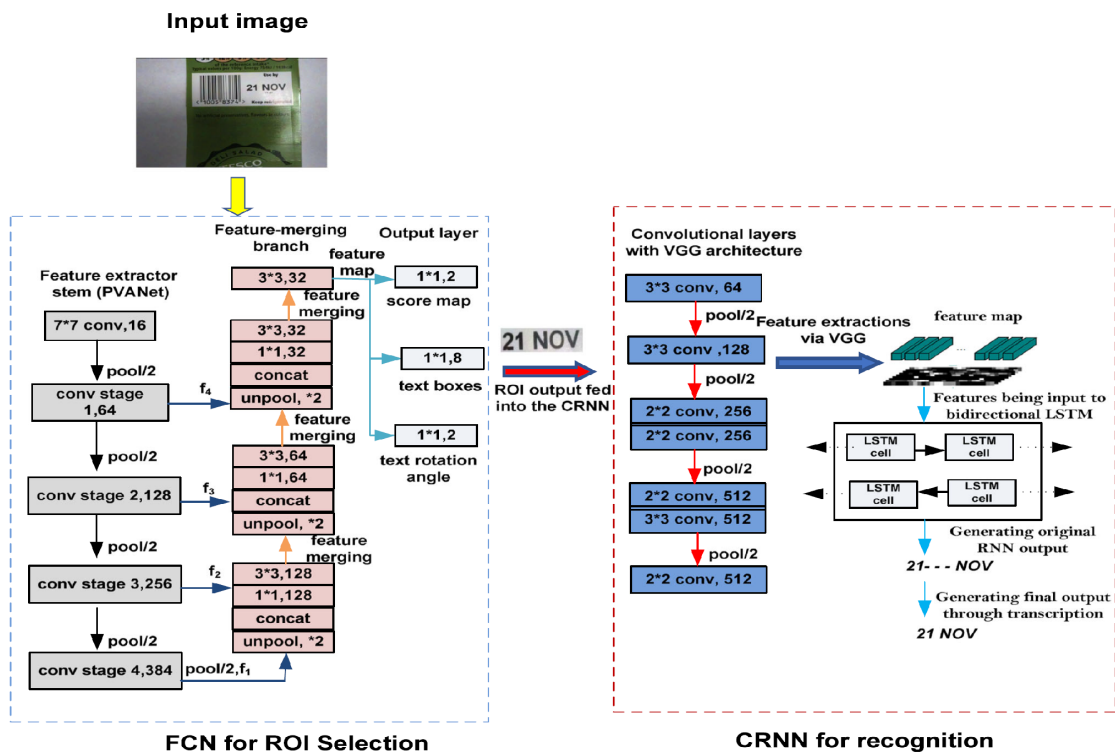 Input image
Use by
21 NOV
FCN for ROI Selection
Feature extractor
stem (PVANet)
7*7 conv,16
pool/2
conv stage
1,64
pool/2
conv stage 2,128
pool/2
conv stage 3,256
pool/2
conv stage 4,384
f4
f3
f2
pool/2,f1
Feature-merging
branch
3*3,32
feature
merging
3*3,32
1*1,32
concat
unpool, *2
feature
merging
3*3,64
1*1,64
concat
unpool, *2
feature
merging
3*3,128
1*1,128
concat
unpool, *2
feature
map
Output layer
1*1,2
score map
1*1,8
text boxes
1*1,2
text rotation
angle
21 NOV
ROI output fed
into the CRNN
Convolutional layers
with VGG architecture
3*3 conv, 64
pool/2
3*3 conv ,128
pool/2
2*2 conv, 256
2*2 conv, 256
pool/2
2*2 conv, 512
3*3 conv, 512
pool/2
2*2 conv, 512
Feature extractions
via VGG
feature map
...
Features being input to
bidirectional LSTM
LSTM
cell
LSTM
cell
LSTM
cell
LSTM
cell
Generating original
RNN output
21- - - NOV
Generating final output
through transcription
21 NOV
CRNN for recognition